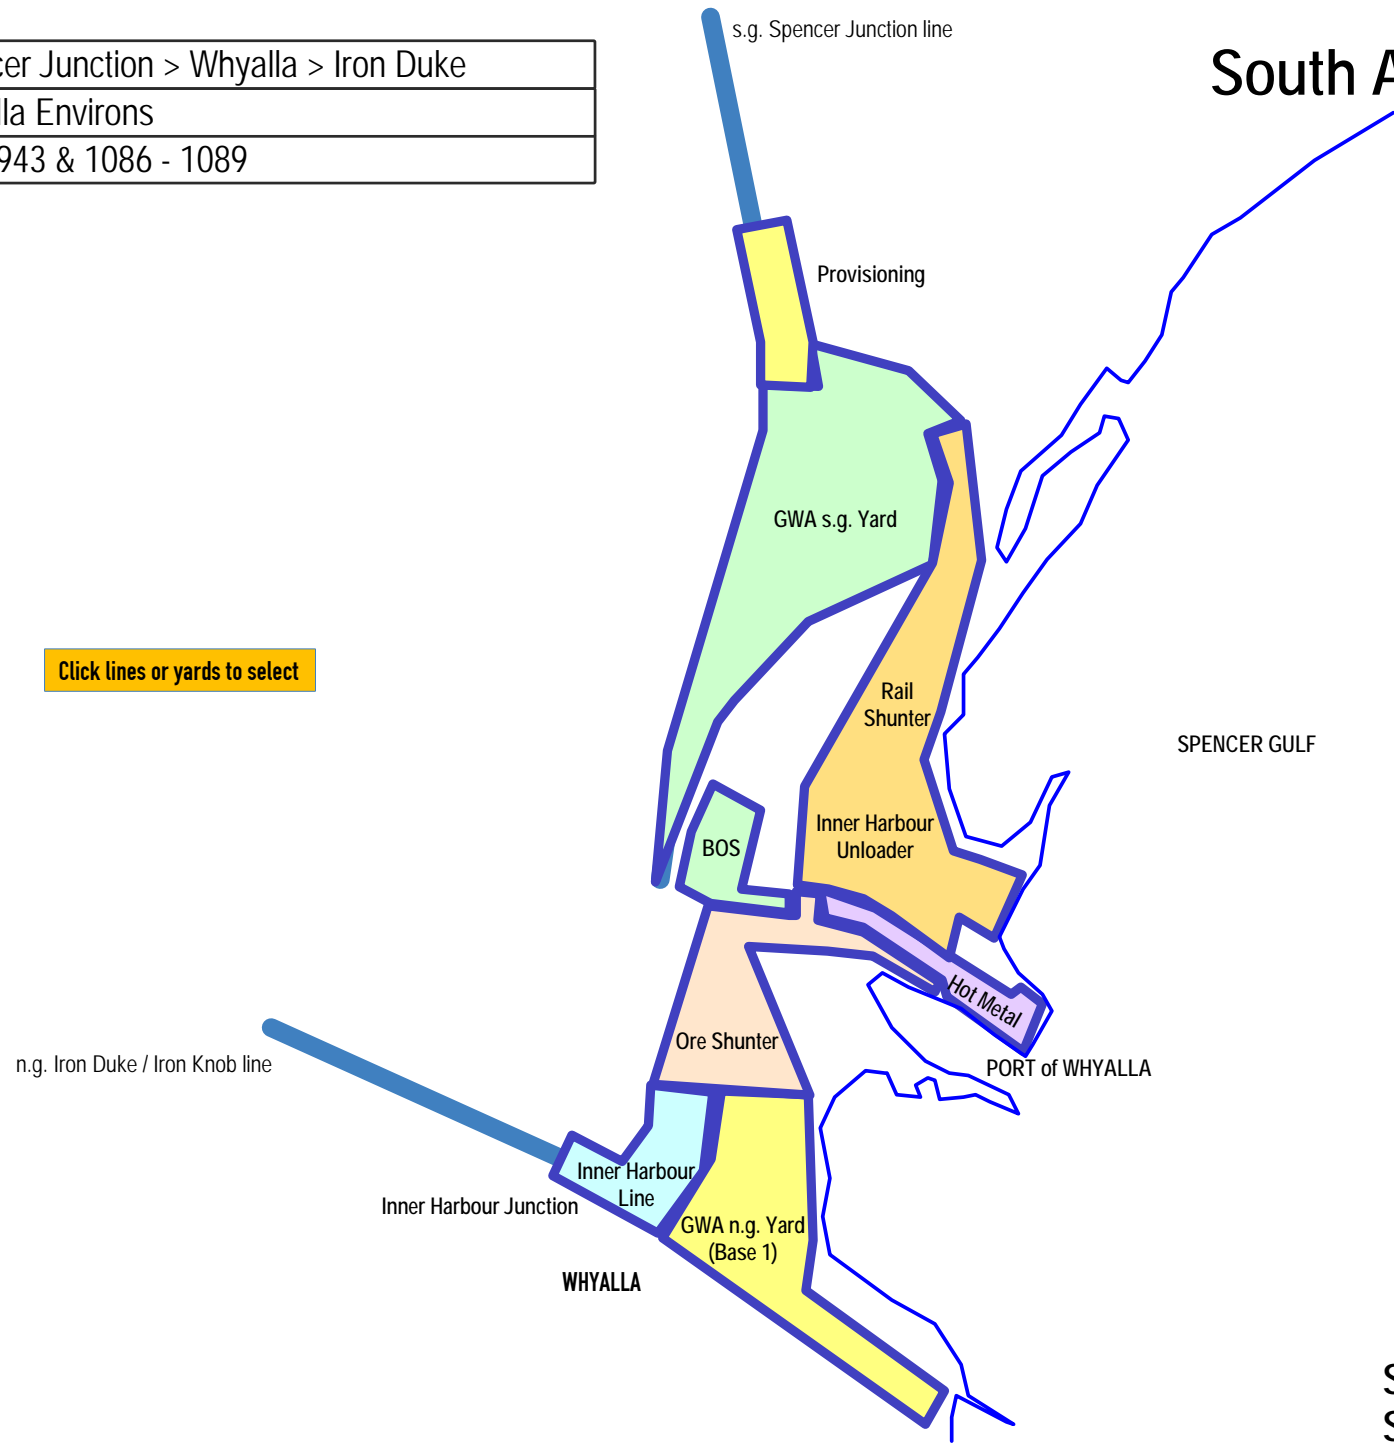 s.g. Spencer Junction line
cer Junction > Whyalla > Iron Duke
lla Environs
943 & 1086 - 1089
South A
Provisioning
GWA s.g. Yard
Click lines or yards to select
Rail
Shunter
SPENCER GULF
Inner Harbour
Unloader
BOS
Hot Metal
Ore Shunter
n.g. Iron Duke / Iron Knob line
PORT of WHYALLA
Inner Harbour
Line
Inner Harbour Junction
GWA n.g. Yard
(Base 1)
WHYALLA
S
S